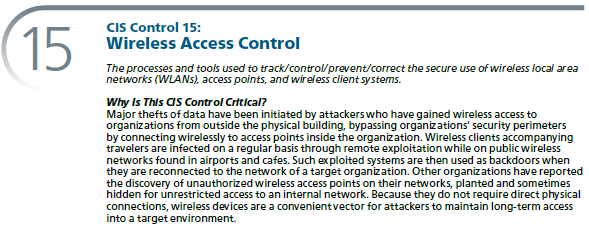 15
CIS Control 15:
Wireless Access Control
The processes and tools used to track/control/prevent/correct the secure use of wireless local area
networks (WLANs), access points, and wireless client systems.
Why Is This CIS Control Critical?
Major thefts of data have been initiated by attackers who have gained wireless access to
organizations from outside the physical building, bypassing organizations' security perimeters
by connecting wirelessly to access points inside the organization. Wireless clients accompanying
travelers are infected on a regular basis through remote exploitation while on public wireless
networks found in airports and cafes. Such exploited systems are then used as backdoors when
they are reconnected to the network of a target organization. Other organizations have reported
the discovery of unauthorized wireless access points on their networks, planted and sometimes
hidden for unrestricted access to an internal network. Because they do not require direct physical
connections, wireless devices are a convenient vector for attackers to maintain long-term access
into a target environment.